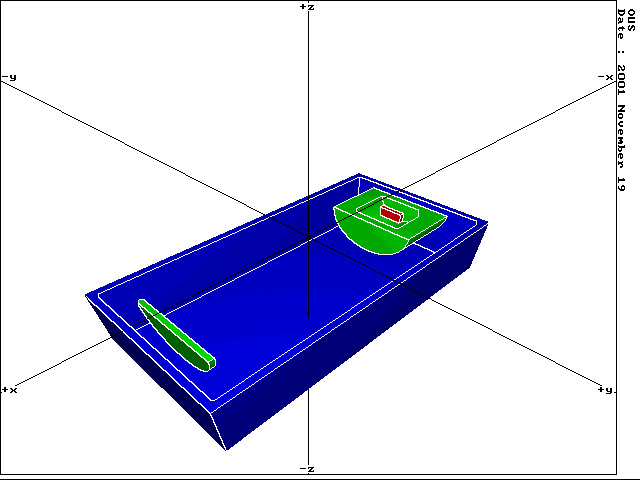 +z
-y
-x
OUS
Date : 2001 November 19
+x
+y
-z